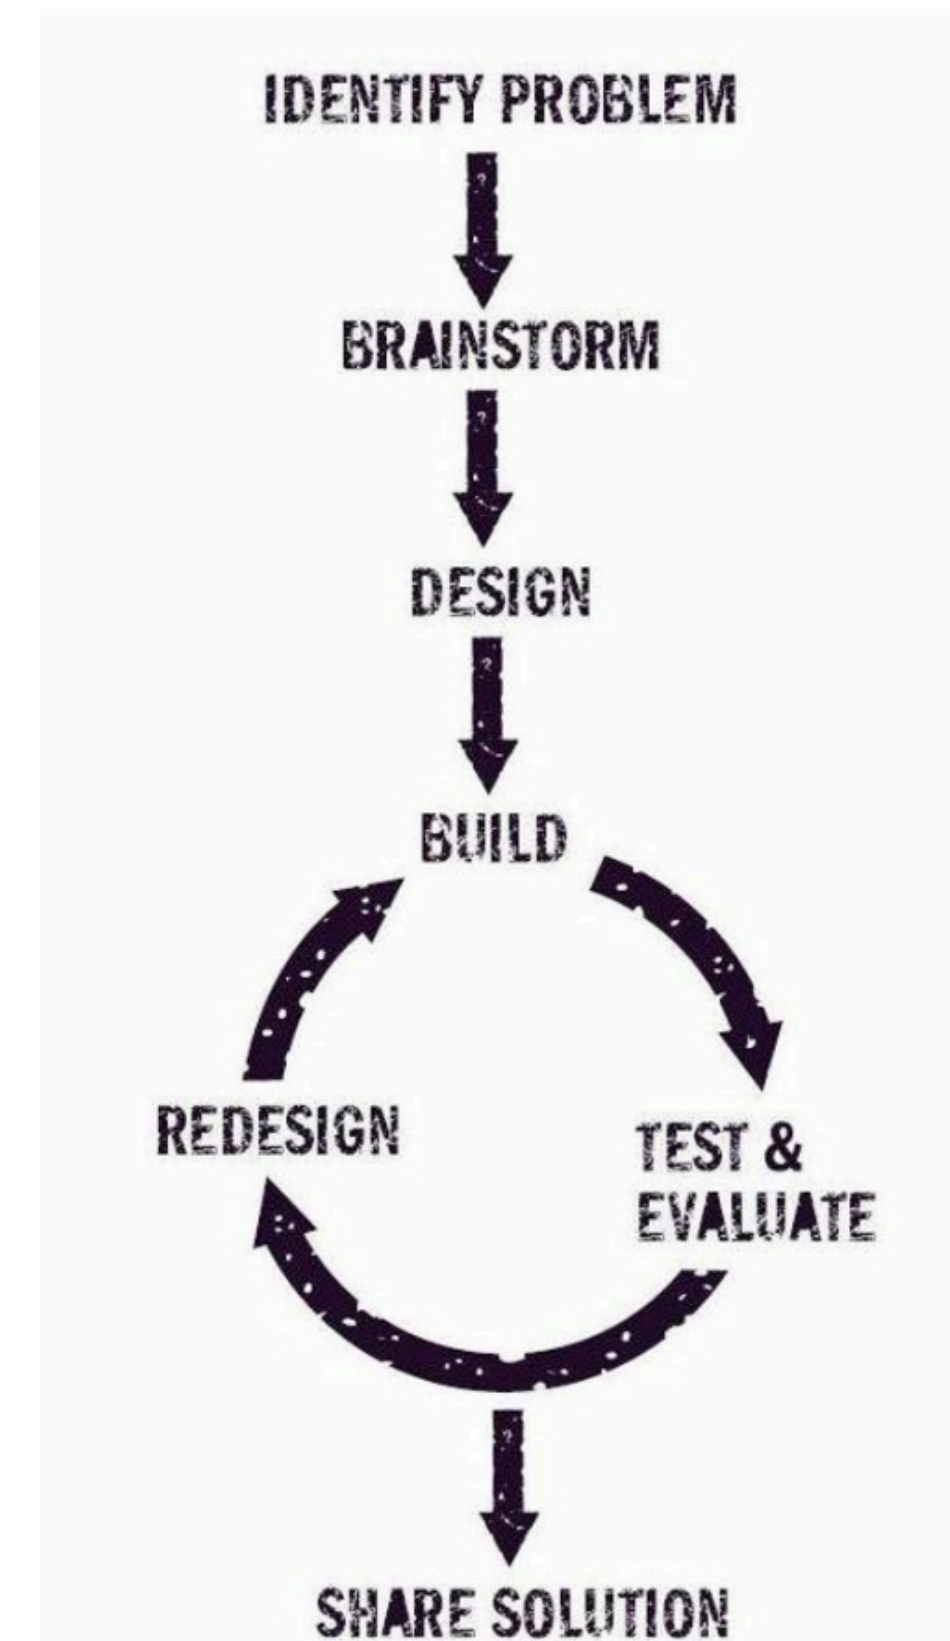 IDENTIFY PROBLEM
BRAINSTORM
DESIGN
BUILD
REDESIGN
TEST &
EVALUATE
SHARE SOLUTION